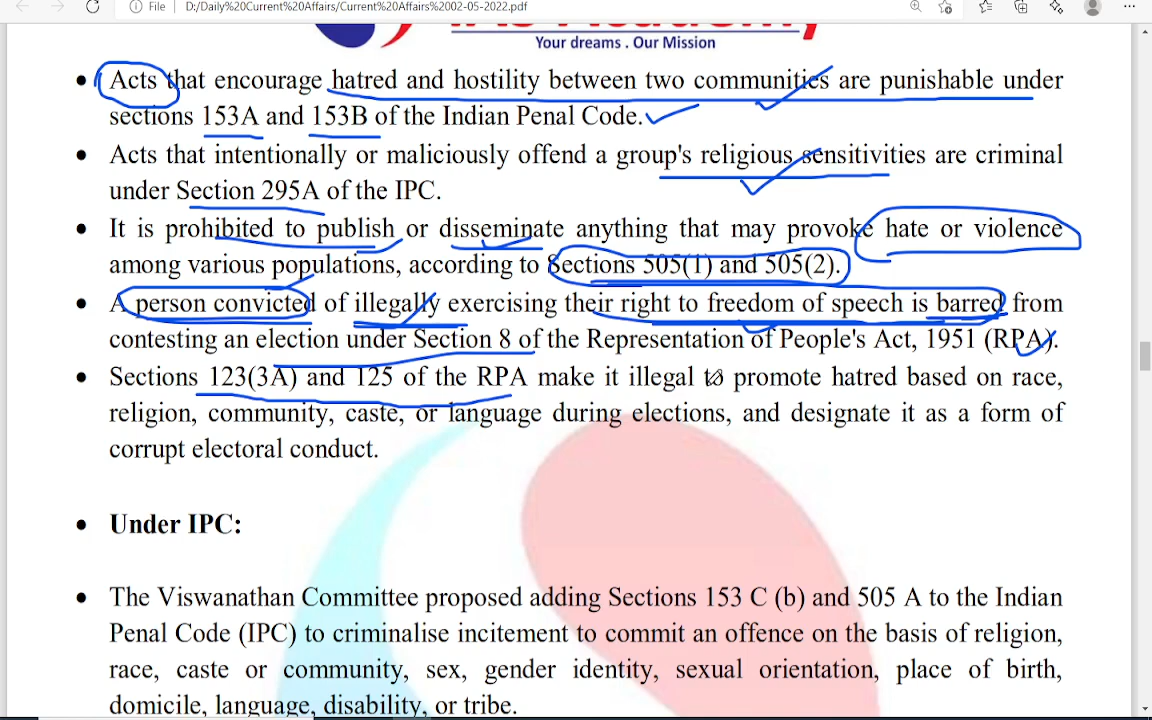 File
D:/Daily%20Current%20Affairs/Current%20Affairs%2002-05-2022.pdf
Your dreams . Our Mission
• Acts that encourage hatred and hostility between two communities are punishable under
sections 153A and 153B of the Indian Penal Code.
• Acts that intentionally or maliciously offend a group's religious sensitivities are criminal
under Section 295A of the IPC.
• It is prohibited to publish or disseminate anything that may provoke hate or violence
among various populations, according to Sections 505(1) and 505(2).
• A person convicted of illegally exercising their right to freedom of speech is barred from
contesting an election under Section 8 of the Representation of People's Act, 1951 (RPA).
• Sections 123(3A) and 125 of the RPA make it illegal to promote hatred based on race,
religion, community, caste, or language during elections, and designate it as a form of
corrupt electoral conduct.
• Under IPC:
• The Viswanathan Committee proposed adding Sections 153 C (b) and 505 A to the Indian
Penal Code (IPC) to criminalise incitement to commit an offence on the basis of religion,
race, caste or community, sex, gender identity, sexual orientation, place of birth,
domicile, language, disability, or tribe.